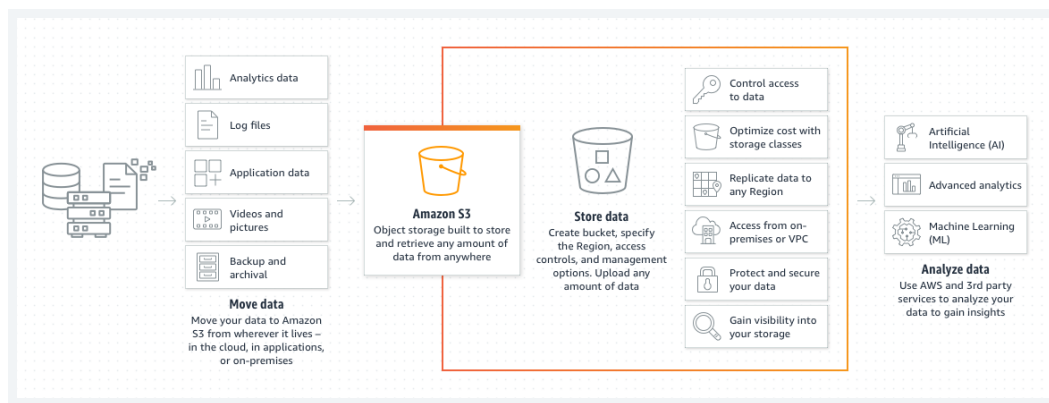 Analytics data
Log files
Application data
Videos and
pictures
Backup and
archival
Move data
Move your data to Amazon
S3 from wherever it lives –
in the cloud, in applications,
or on-premises
Amazon S3
Object storage built to store
and retrieve any amount of
data from anywhere
Store data
Create bucket, specify
the Region, access
controls, and management
options. Upload any
amount of data
Control access
to data
Optimize cost with
storage classes
Replicate data to
any Region
Access from on-
premises or VPC
Protect and secure
your data
Gain visibility into
your storage
Artificial
Intelligence (AI)
Advanced analytics
Machine Learning
(ML)
Analyze data
Use AWS and 3rd party
services to analyze your
data to gain insights